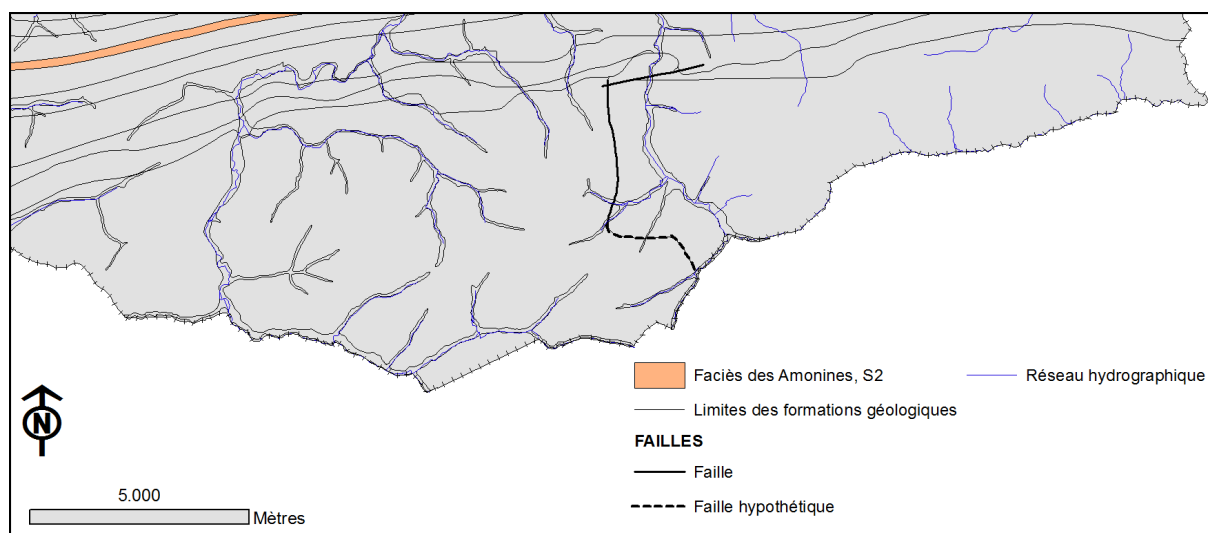 Faciès des Amonines, S2
Réseau hydrographique
Limites des formations géologiques
FAILLES
Faille
Faille hypothétique
N
5.000
Mètres